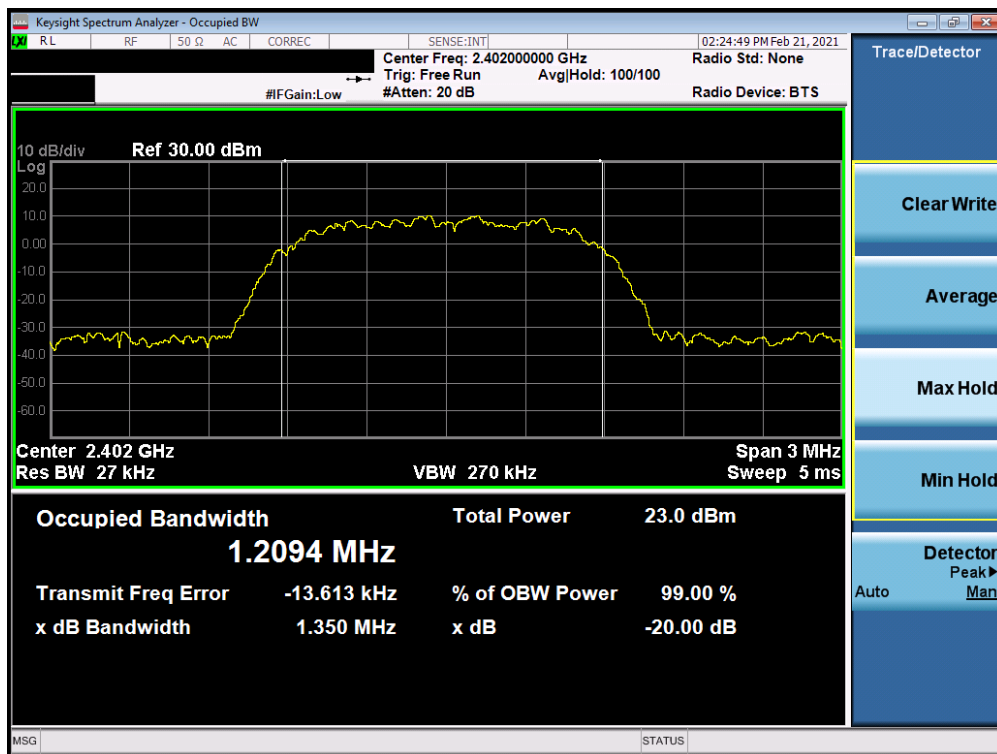 Keysight Spectrum Analyzer - Occupied BW
LXI RL RF 50 Ω AC CORREC SENSE:INT 02:24:49 PM Feb 21, 2021
Center Freq: 2.402000000 GHz Radio Std: None
Trig: Free Run Avg|Hold: 100/100
#IFGain:Low #Atten: 20 dB Radio Device: BTS
Trace/Detector
10 dB/div Ref 30.00 dBm
Log
20.0
10.0
0.00
-10.0
-20.0
-30.0
-40.0
-50.0
-60.0
Center 2.402 GHz Span 3 MHz
Res BW 27 kHz VBW 270 kHz Sweep 5 ms
Occupied Bandwidth Total Power 23.0 dBm
1.2094 MHz
Transmit Freq Error -13.613 kHz % of OBW Power 99.00 %
x dB Bandwidth 1.350 MHz x dB -20.00 dB
Clear Write
Average
Max Hold
Min Hold
Detector
Peak▶
Auto Man
MSG STATUS